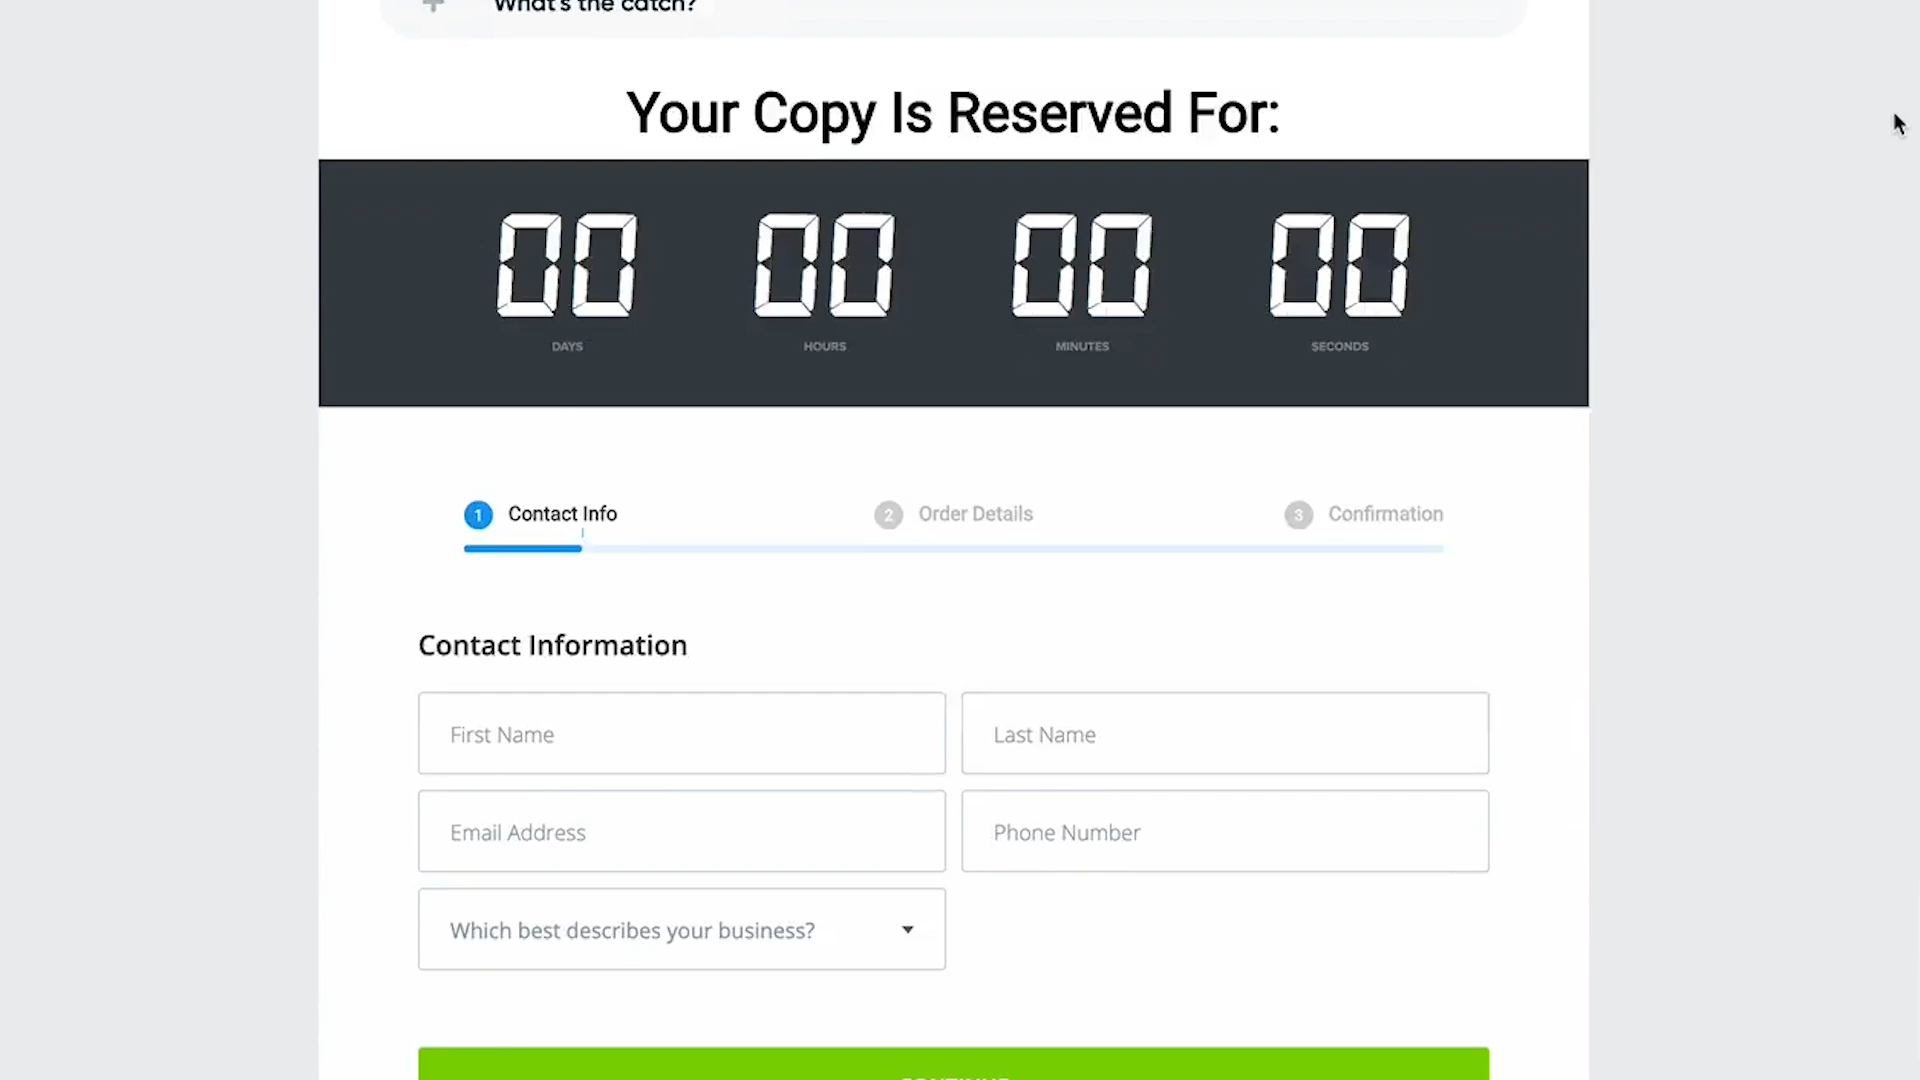 What's the catch?
Your Copy Is Reserved For:
00 00 00 00
DAYS HOURS MINUTES SECONDS
1 Contact Info 2 Order Details 3 Confirmation
Contact Information
First Name Last Name
Email Address Phone Number
Which best describes your business?